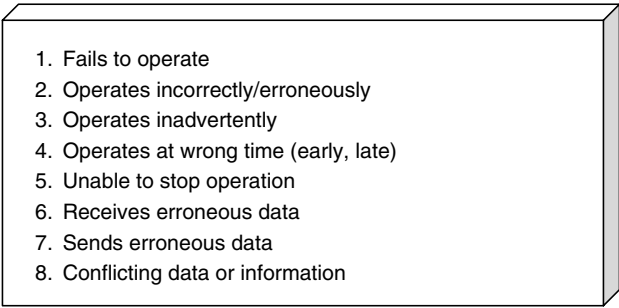 1. Fails to operate
2. Operates incorrectly/erroneously
3. Operates inadvertently
4. Operates at wrong time (early, late)
5. Unable to stop operation
6. Receives erroneous data
7. Sends erroneous data
8. Conflicting data or information